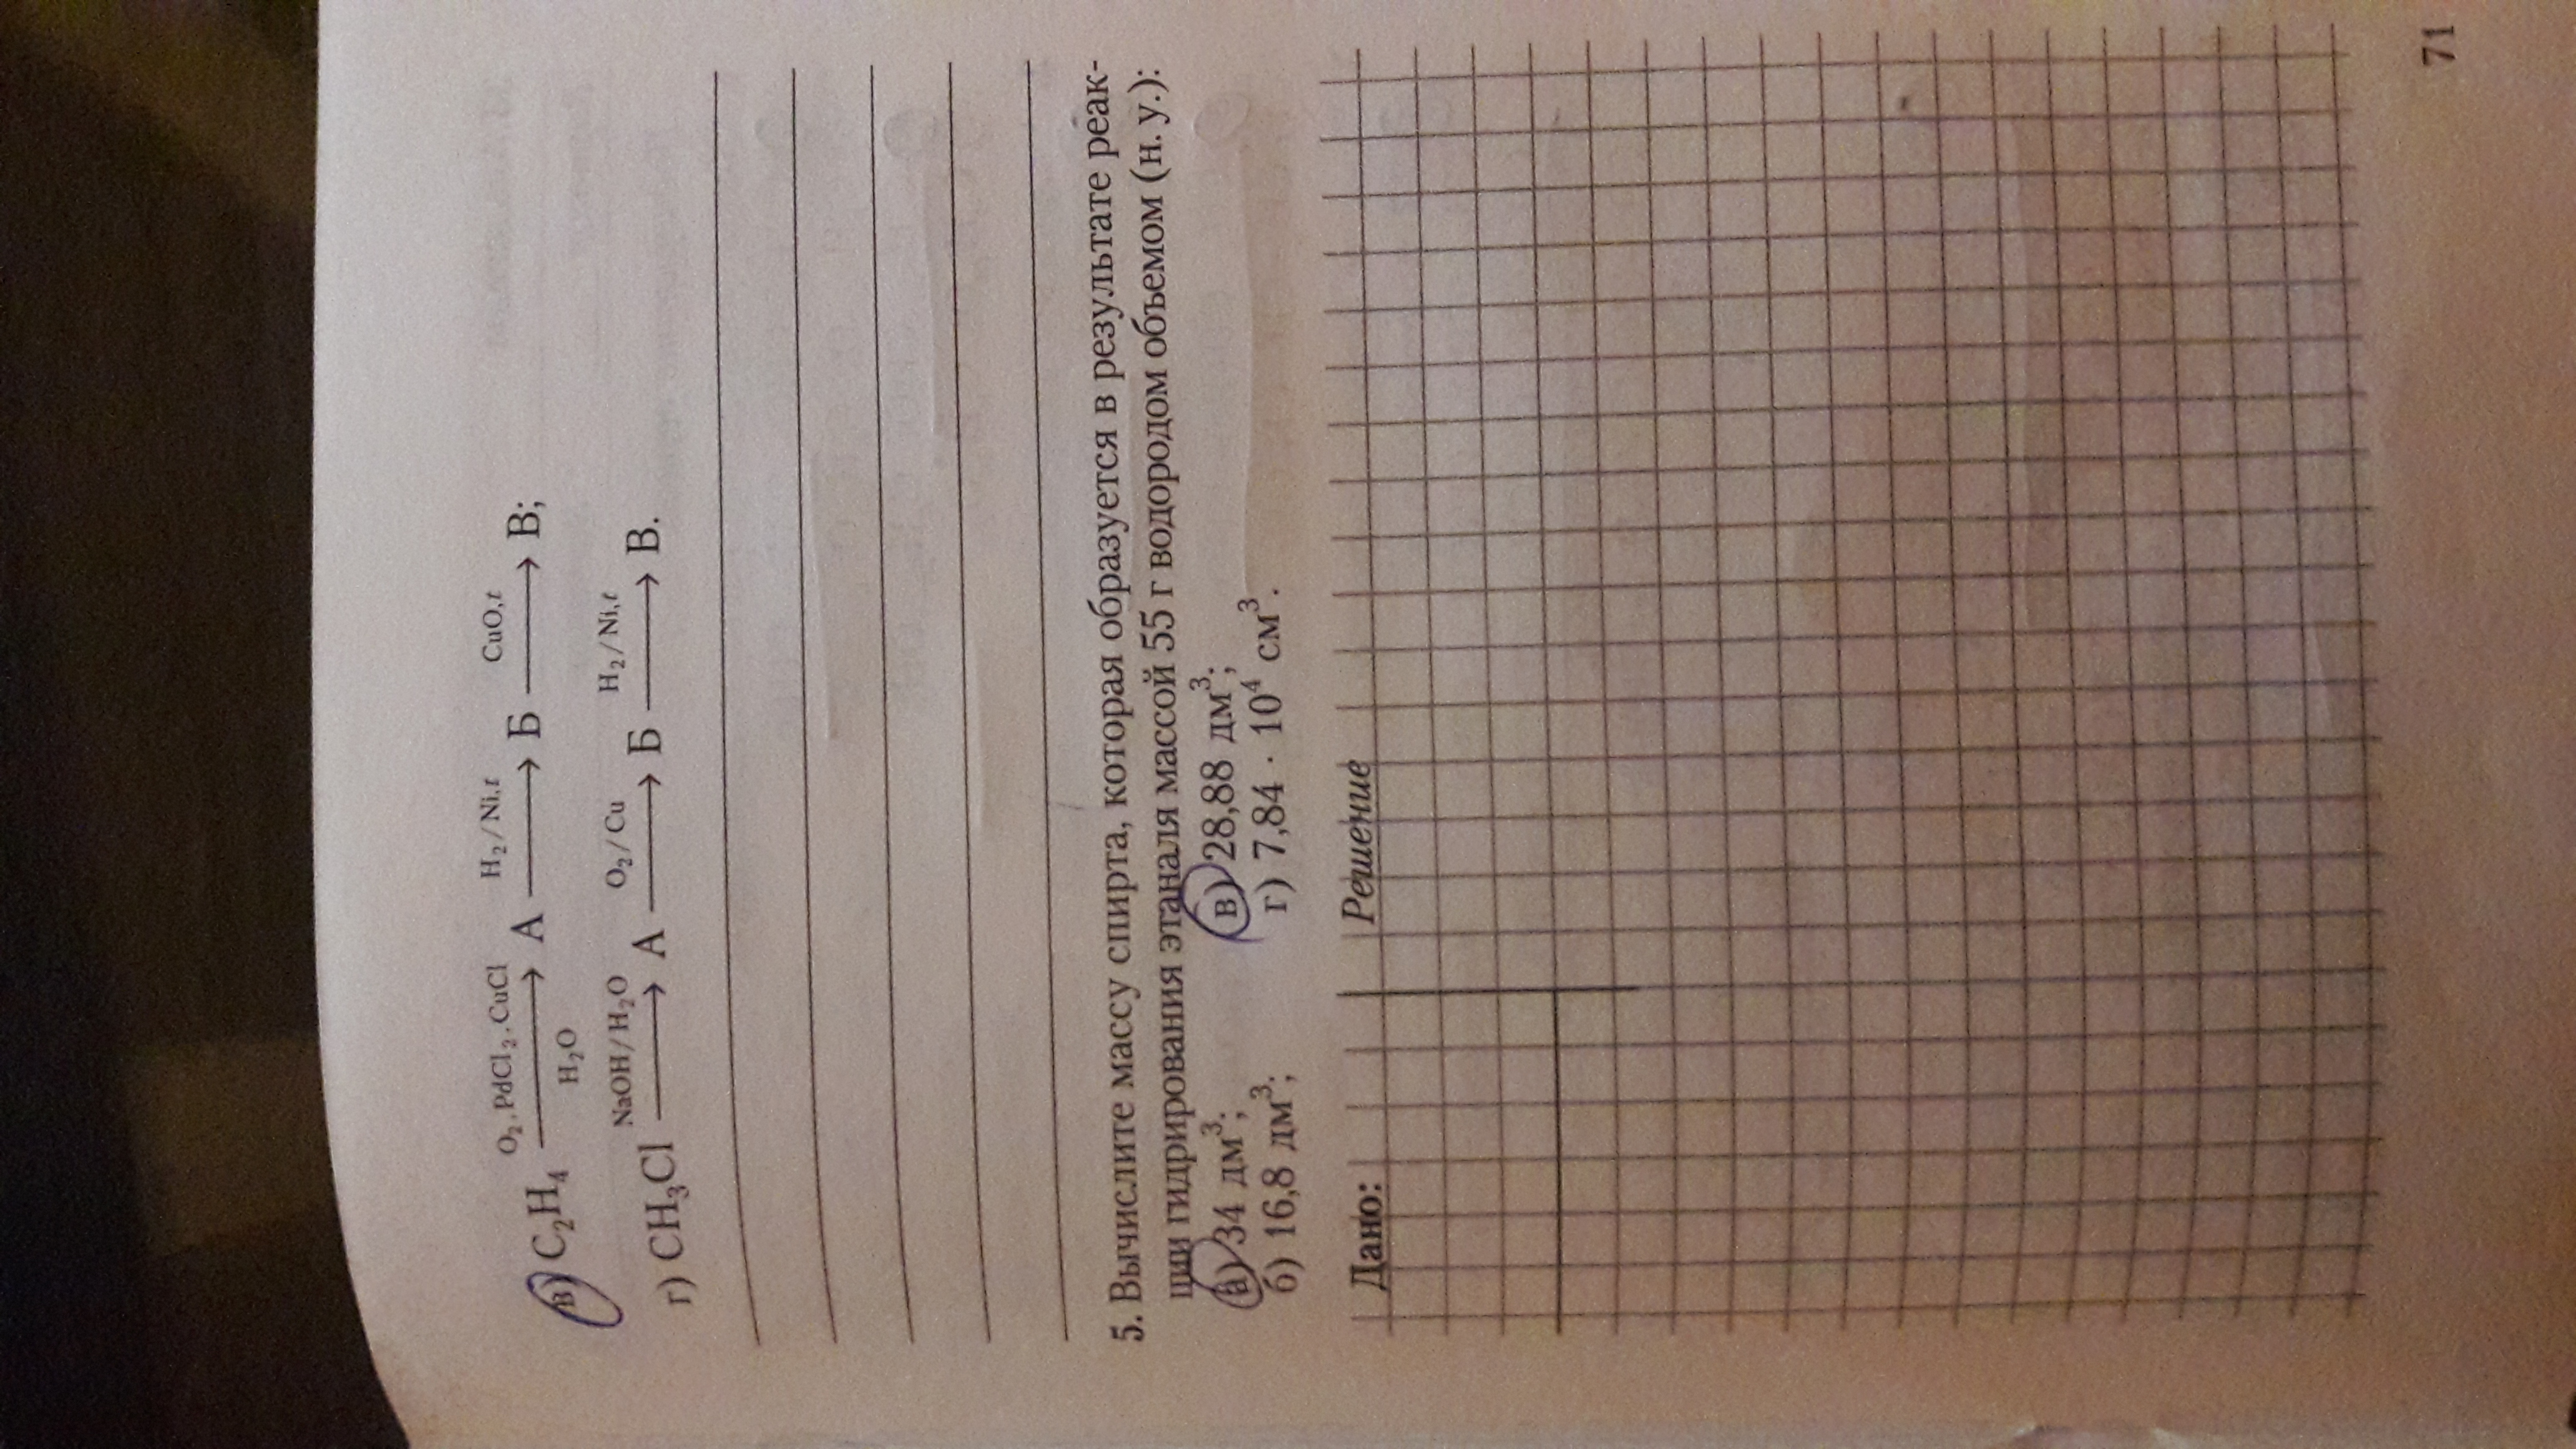 O₂, PdCl₂, CuCl H₂/Ni,t CuO,t
в) C₂H₄ → А → Б → В;
H₂O
NaOH/H₂O O₂/Cu H₂/Ni,t
г) CH₃Cl → А → Б → В.
5. Вычислите массу спирта, которая образуется в результате реак-
ции гидрирования этаналя массой 55 г водородом объемом (н. у.):
а) 34 дм³; в) 28,88 дм³;
б) 16,8 дм³; г) 7,84 · 10⁴ см³.
Дано: Решение
71